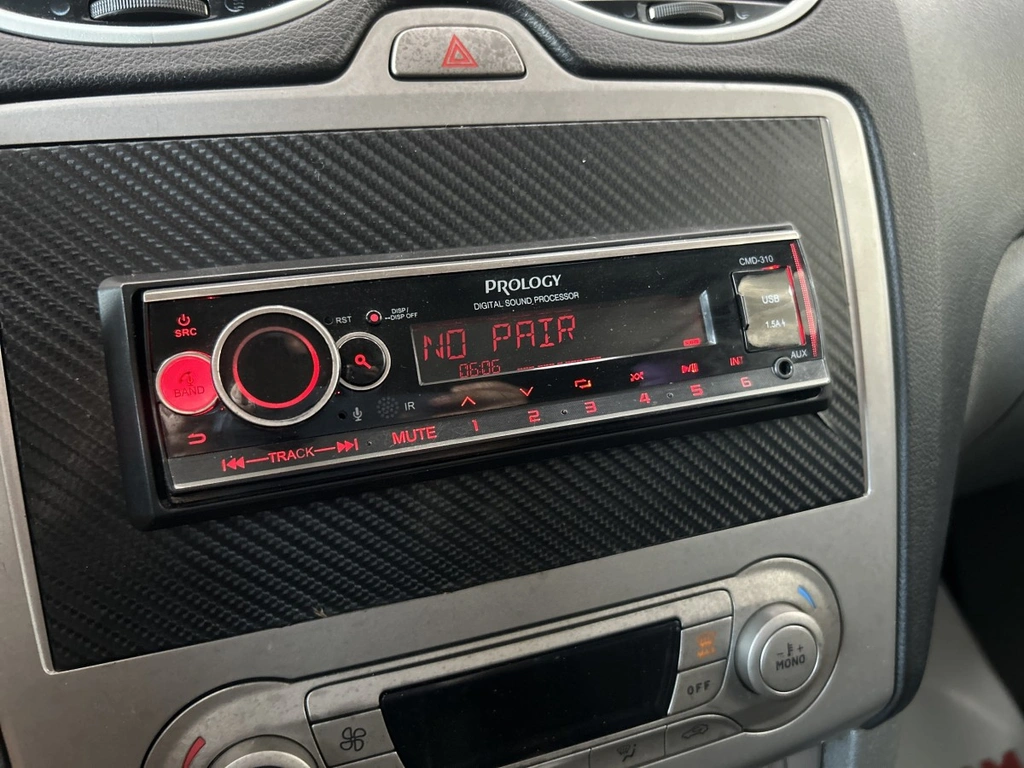 PROLOGY
DIGITAL SOUND PROCESSOR
CMD-310
SRC
RST
DISP/
DISP OFF
NO PAIR
06:06
USB
1.5A
AUX
BAND
IR
INT
TRACK
MUTE
1
2
3
4
5
6
MONO
OFF